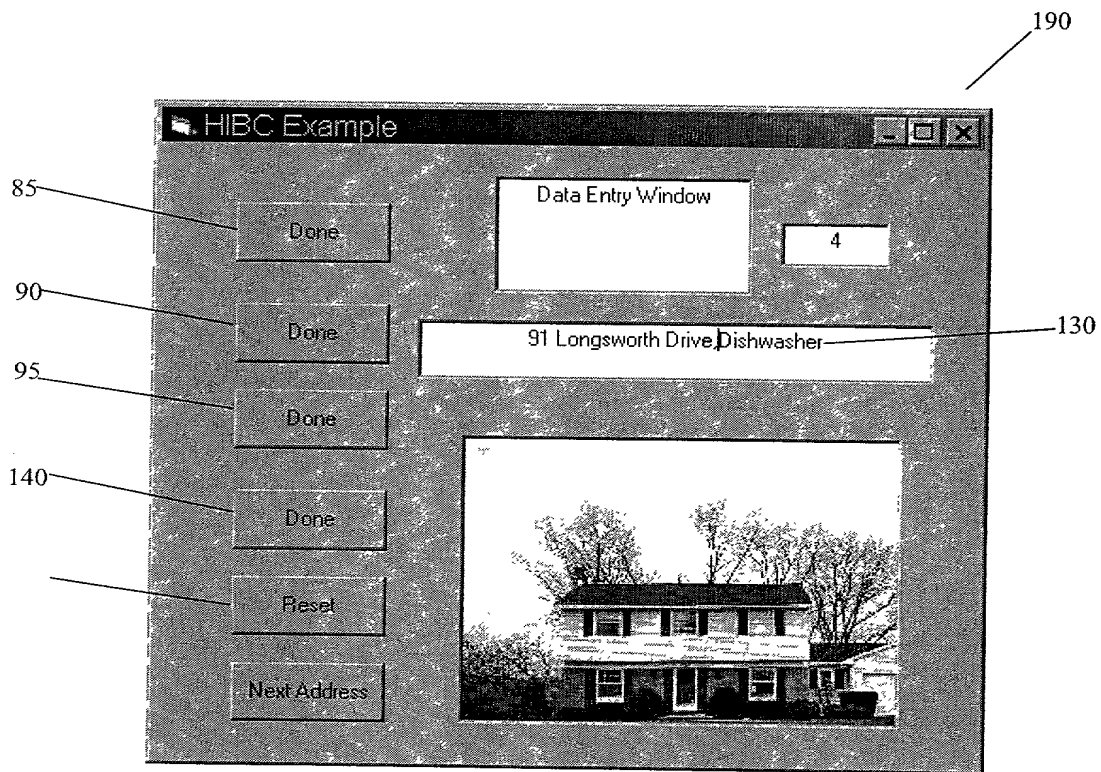 190
HIBC Example
85
Done
Data Entry Window
4
90
Done
91 Longsworth Drive,Dishwasher
130
95
Done
140
Done
Reset
Next Address